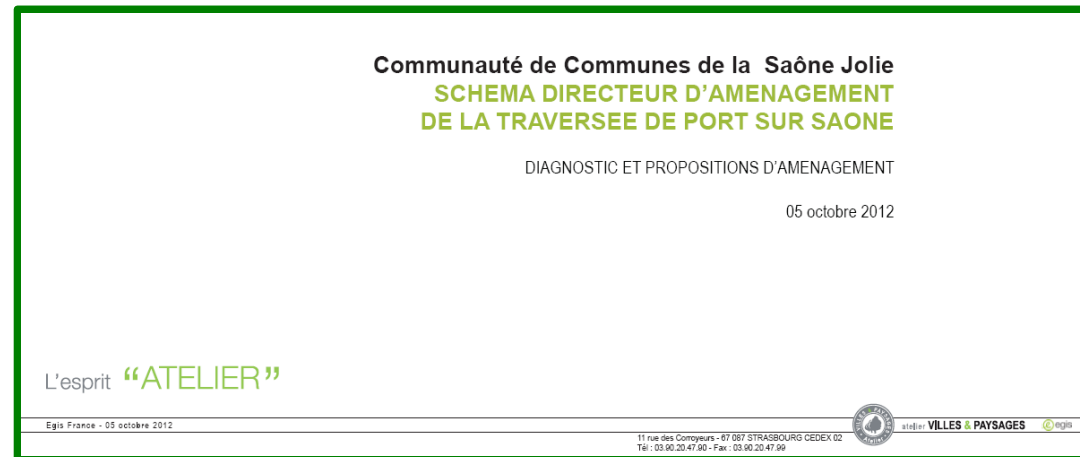 Communauté de Communes de la Saône Jolie
SCHEMA DIRECTEUR D'AMENAGEMENT
DE LA TRAVERSEE DE PORT SUR SAONE
DIAGNOSTIC ET PROPOSITIONS D'AMENAGEMENT
05 octobre 2012
L'esprit “ATELIER”
Egis France - 05 octobre 2012
atelier VILLES & PAYSAGES
egis
11 rue des Corroyeurs - 67 087 STRASBOURG CEDEX 02
Tél : 03.90.20.47.90 - Fax : 03.90.20.47.99